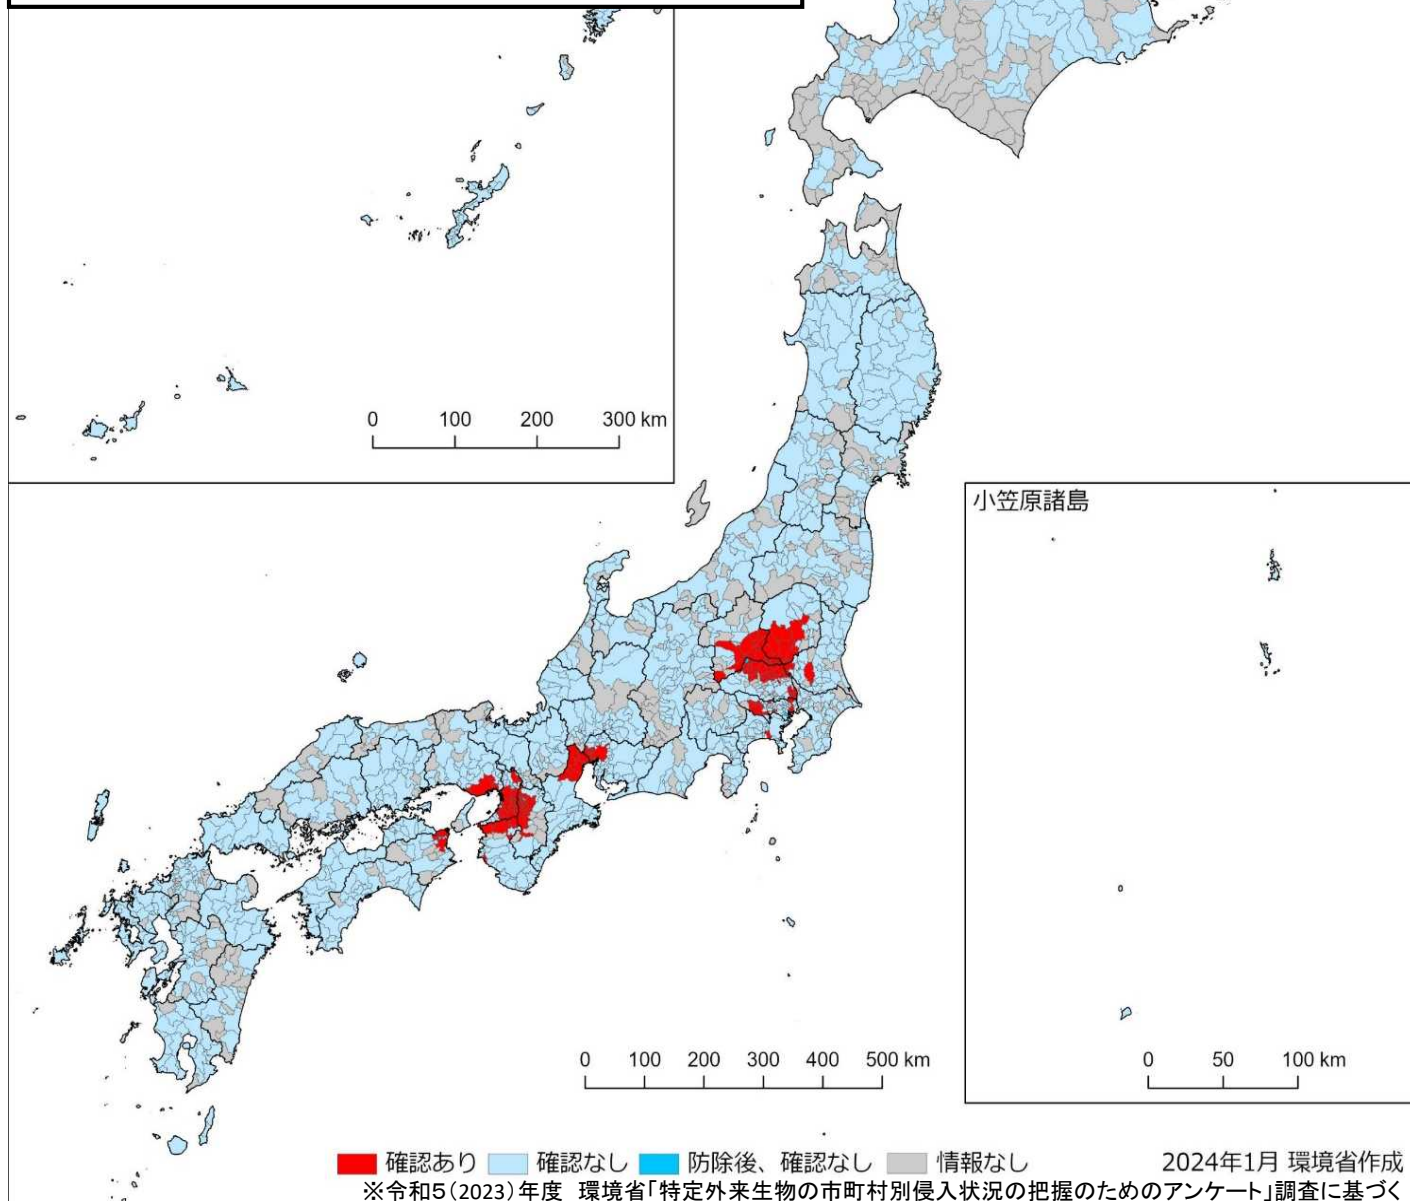 0 100 200 300 km
小笠原諸島
0 100 200 300 400 500 km
0 50 100 km
確認あり 確認なし 防除後、確認なし 情報なし 2024年1月 環境省作成
※令和5(2023)年度 環境省「特定外来生物の市町村別侵入状況の把握のためのアンケート」調査に基づく